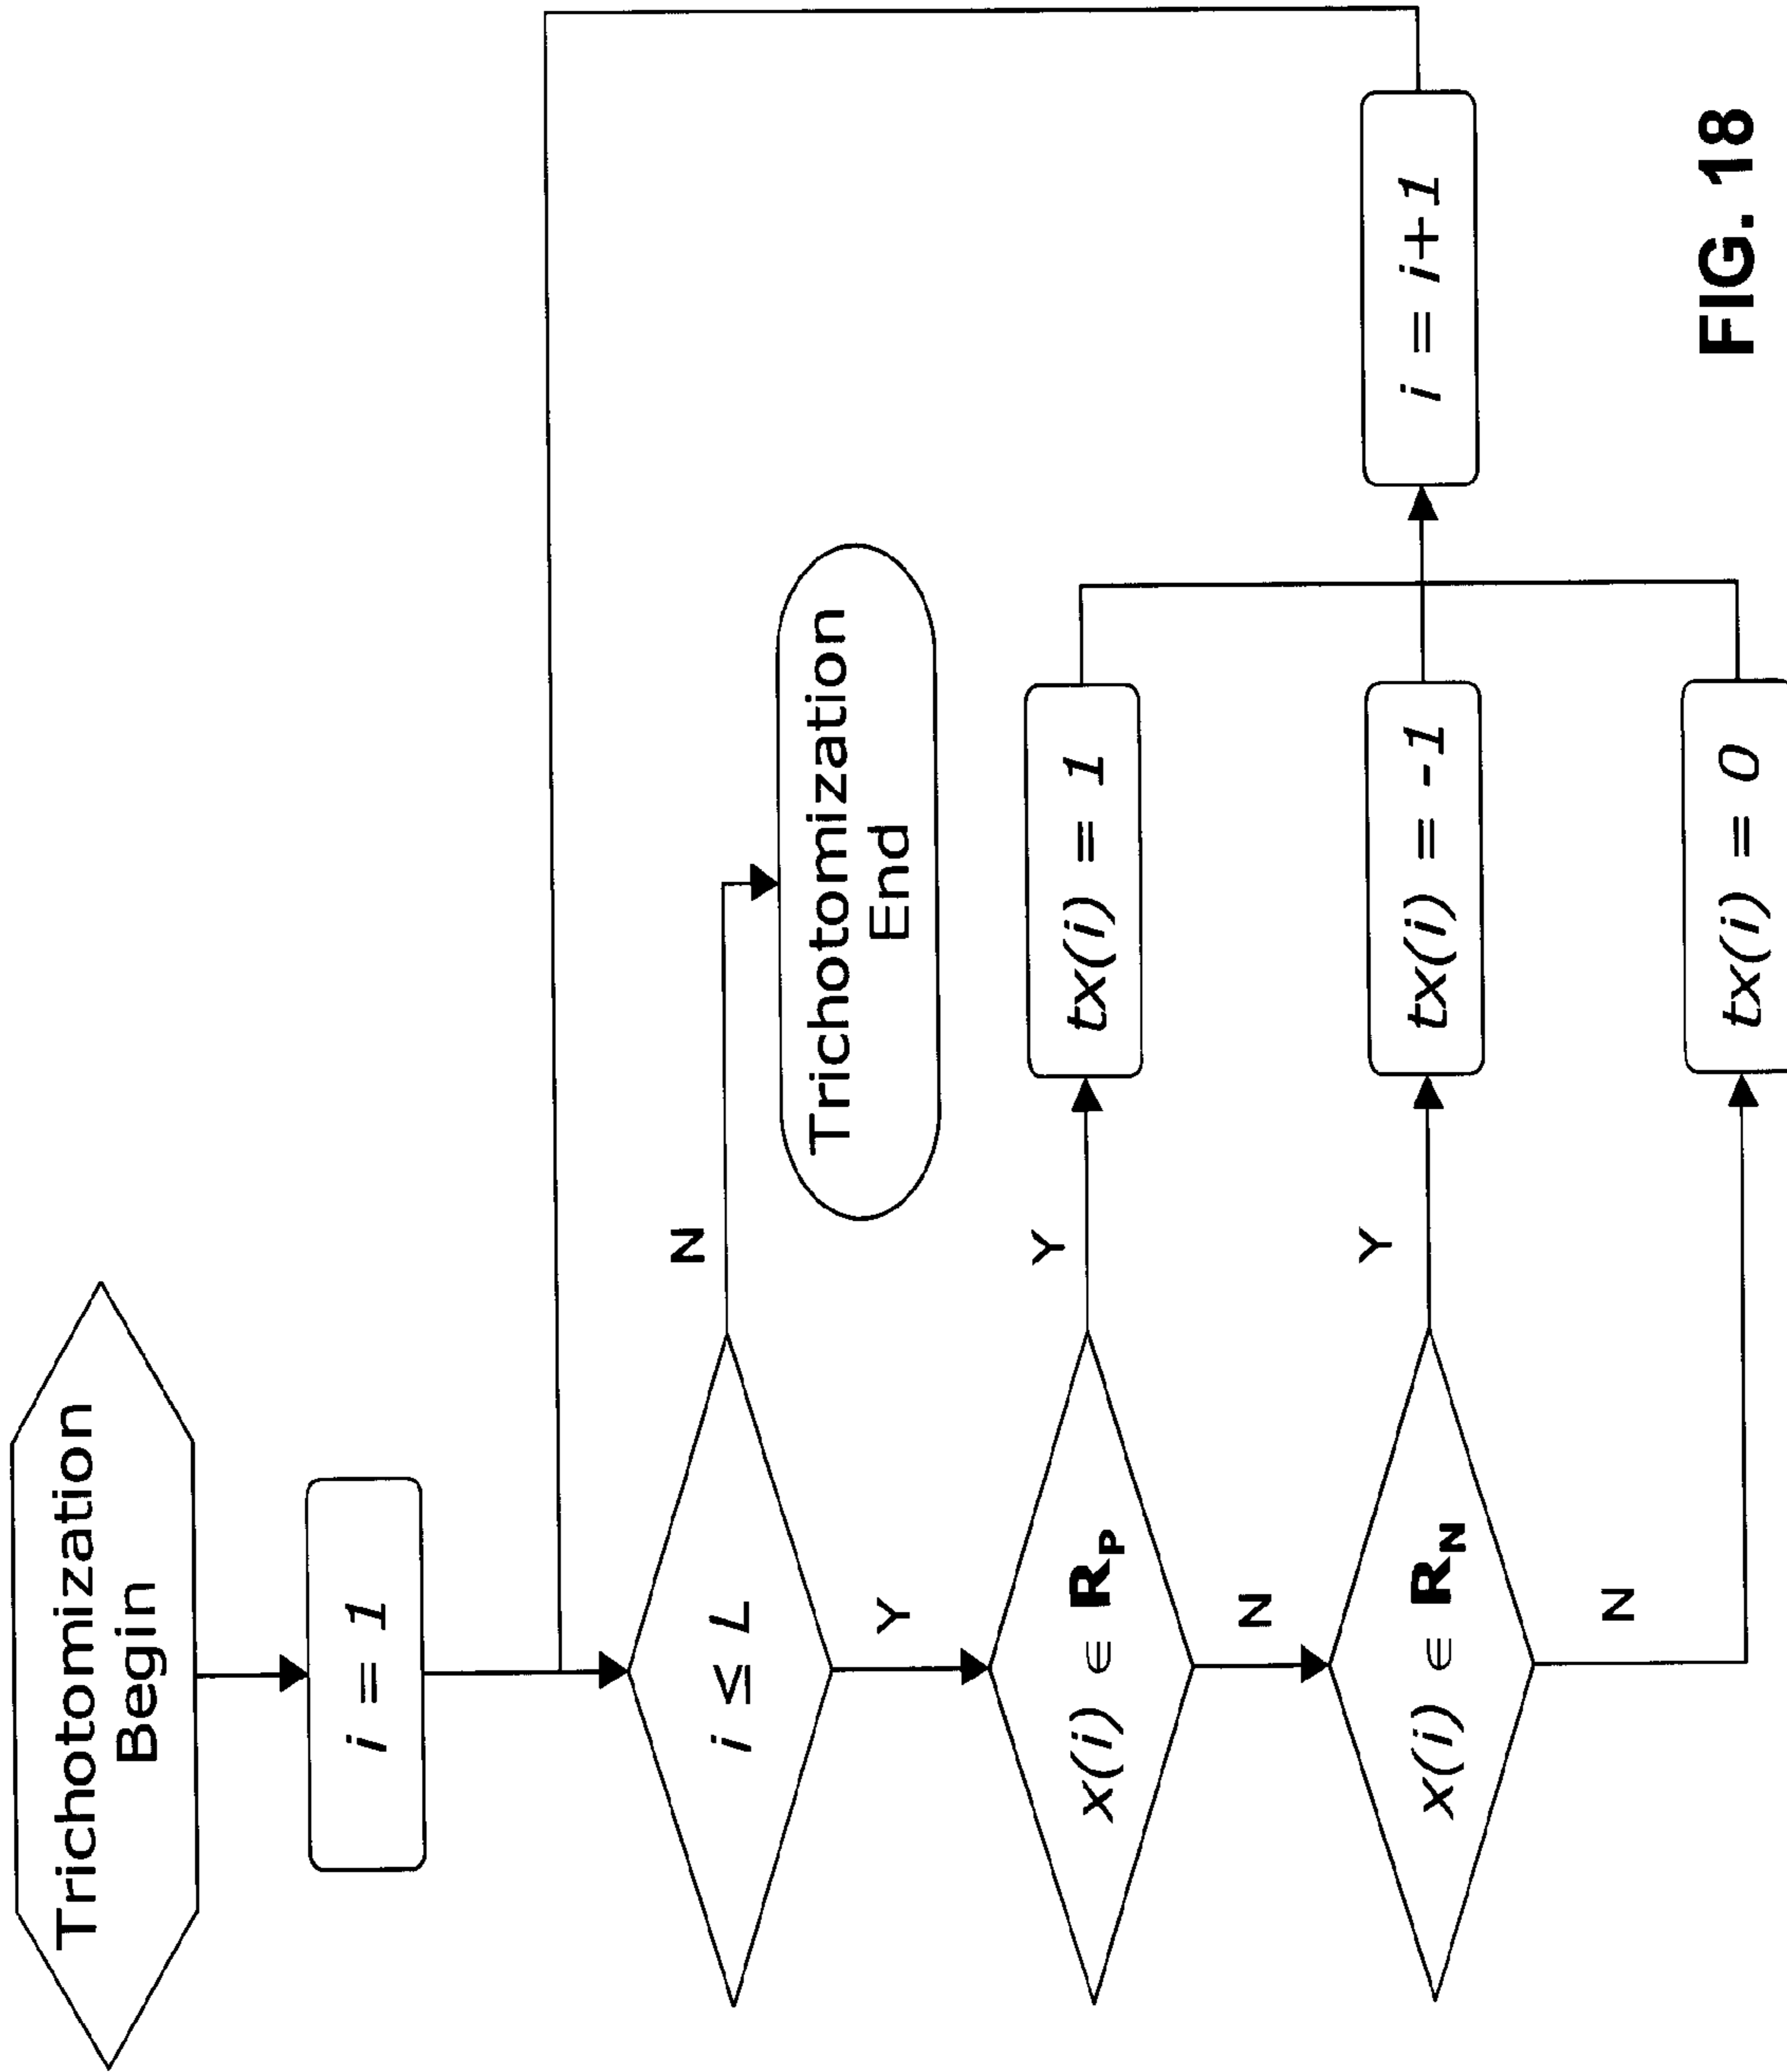 Trichotomization
Begin
i = 1
i ≤ L
N
Y
Trichotomization
End
x(i) ∈ R_P
Y
tx(i) = 1
N
x(i) ∈ R_N
Y
tx(i) = -1
i = i+1
N
tx(i) = 0
FIG. 18